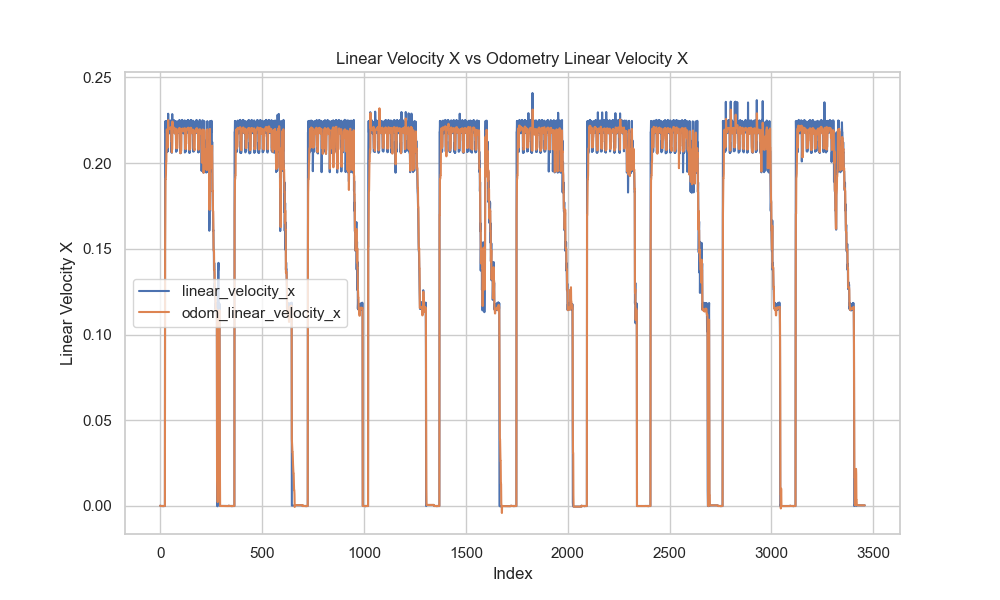 Linear Velocity X vs Odometry Linear Velocity X
0.25
0.20
0.15
0.10
0.05
0.00
Linear Velocity X
linear_velocity_x
odom_linear_velocity_x
0 500 1000 1500 2000 2500 3000 3500
Index